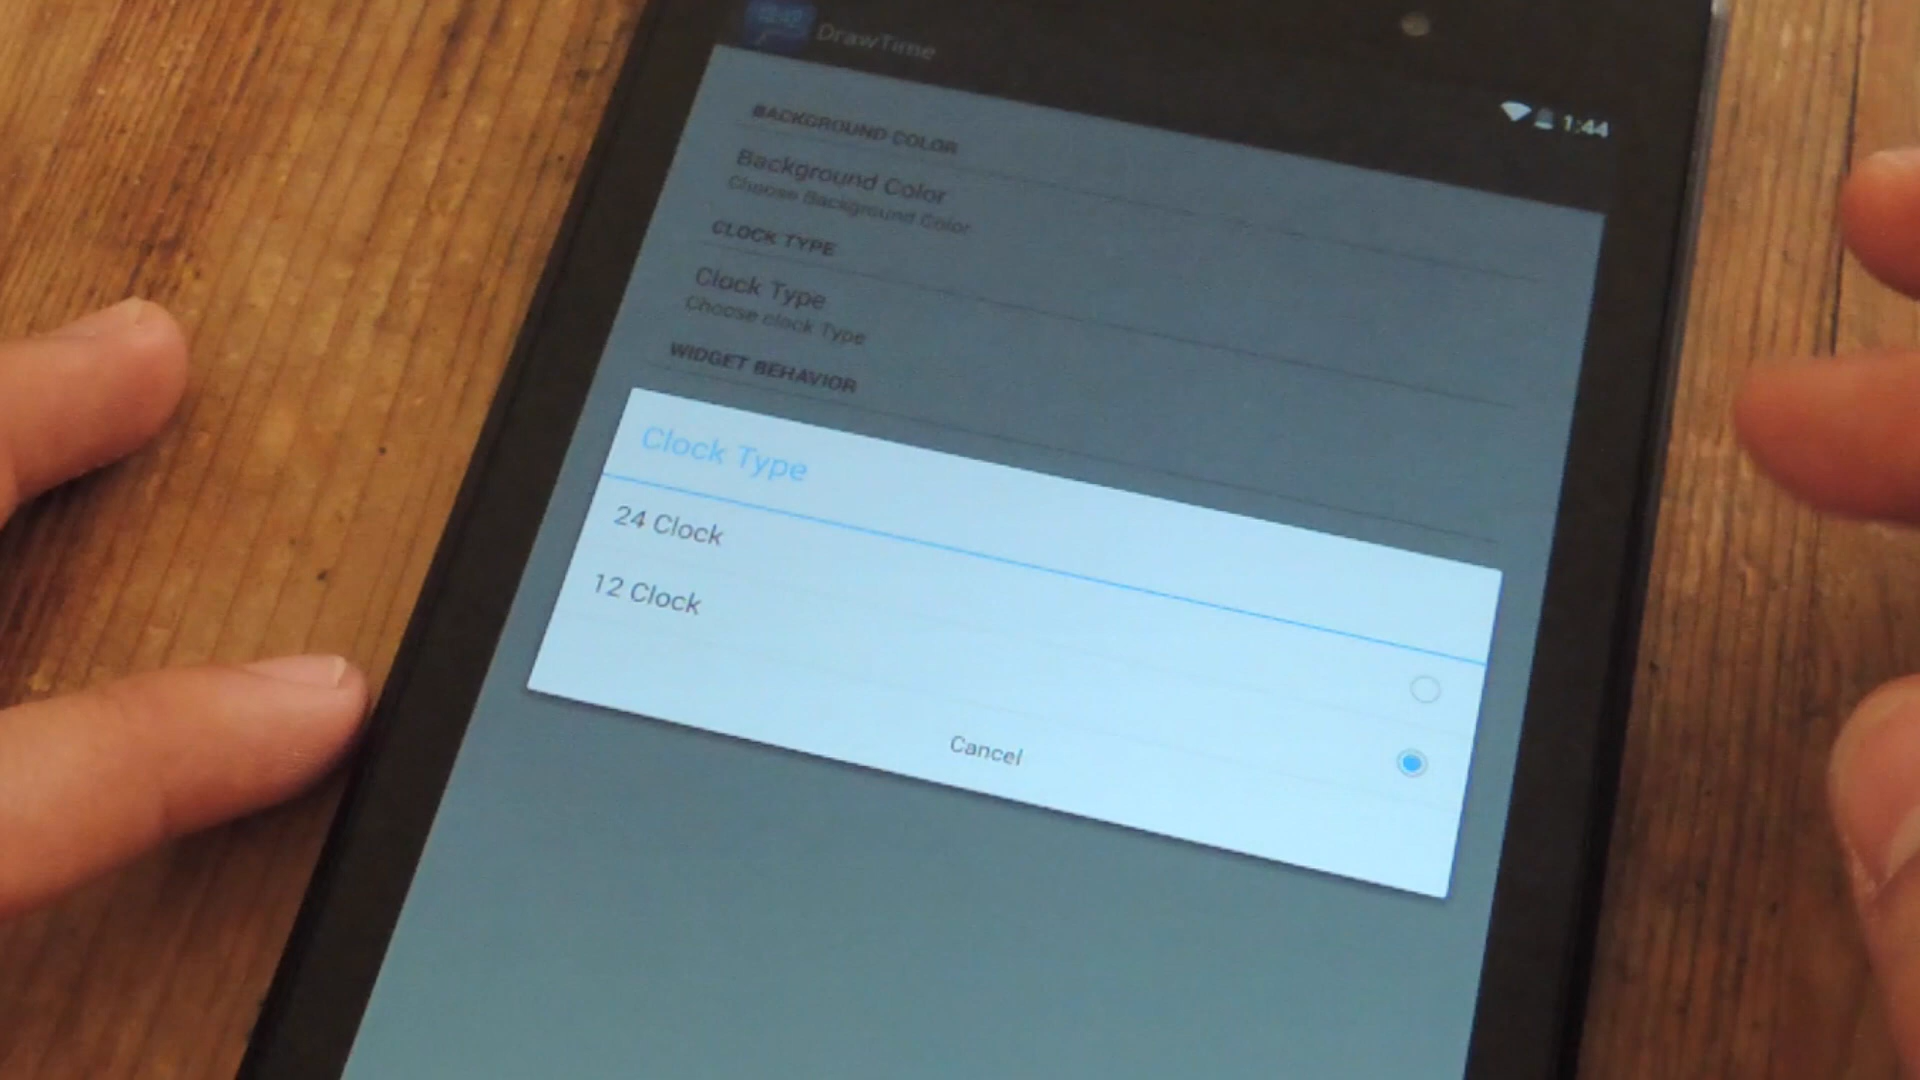 DrawTime
1:44
BACKGROUND COLOR
Background Color
Choose Background Color
CLOCK TYPE
Clock Type
Choose clock Type
WIDGET BEHAVIOR
Clock Type
24 Clock
12 Clock
Cancel